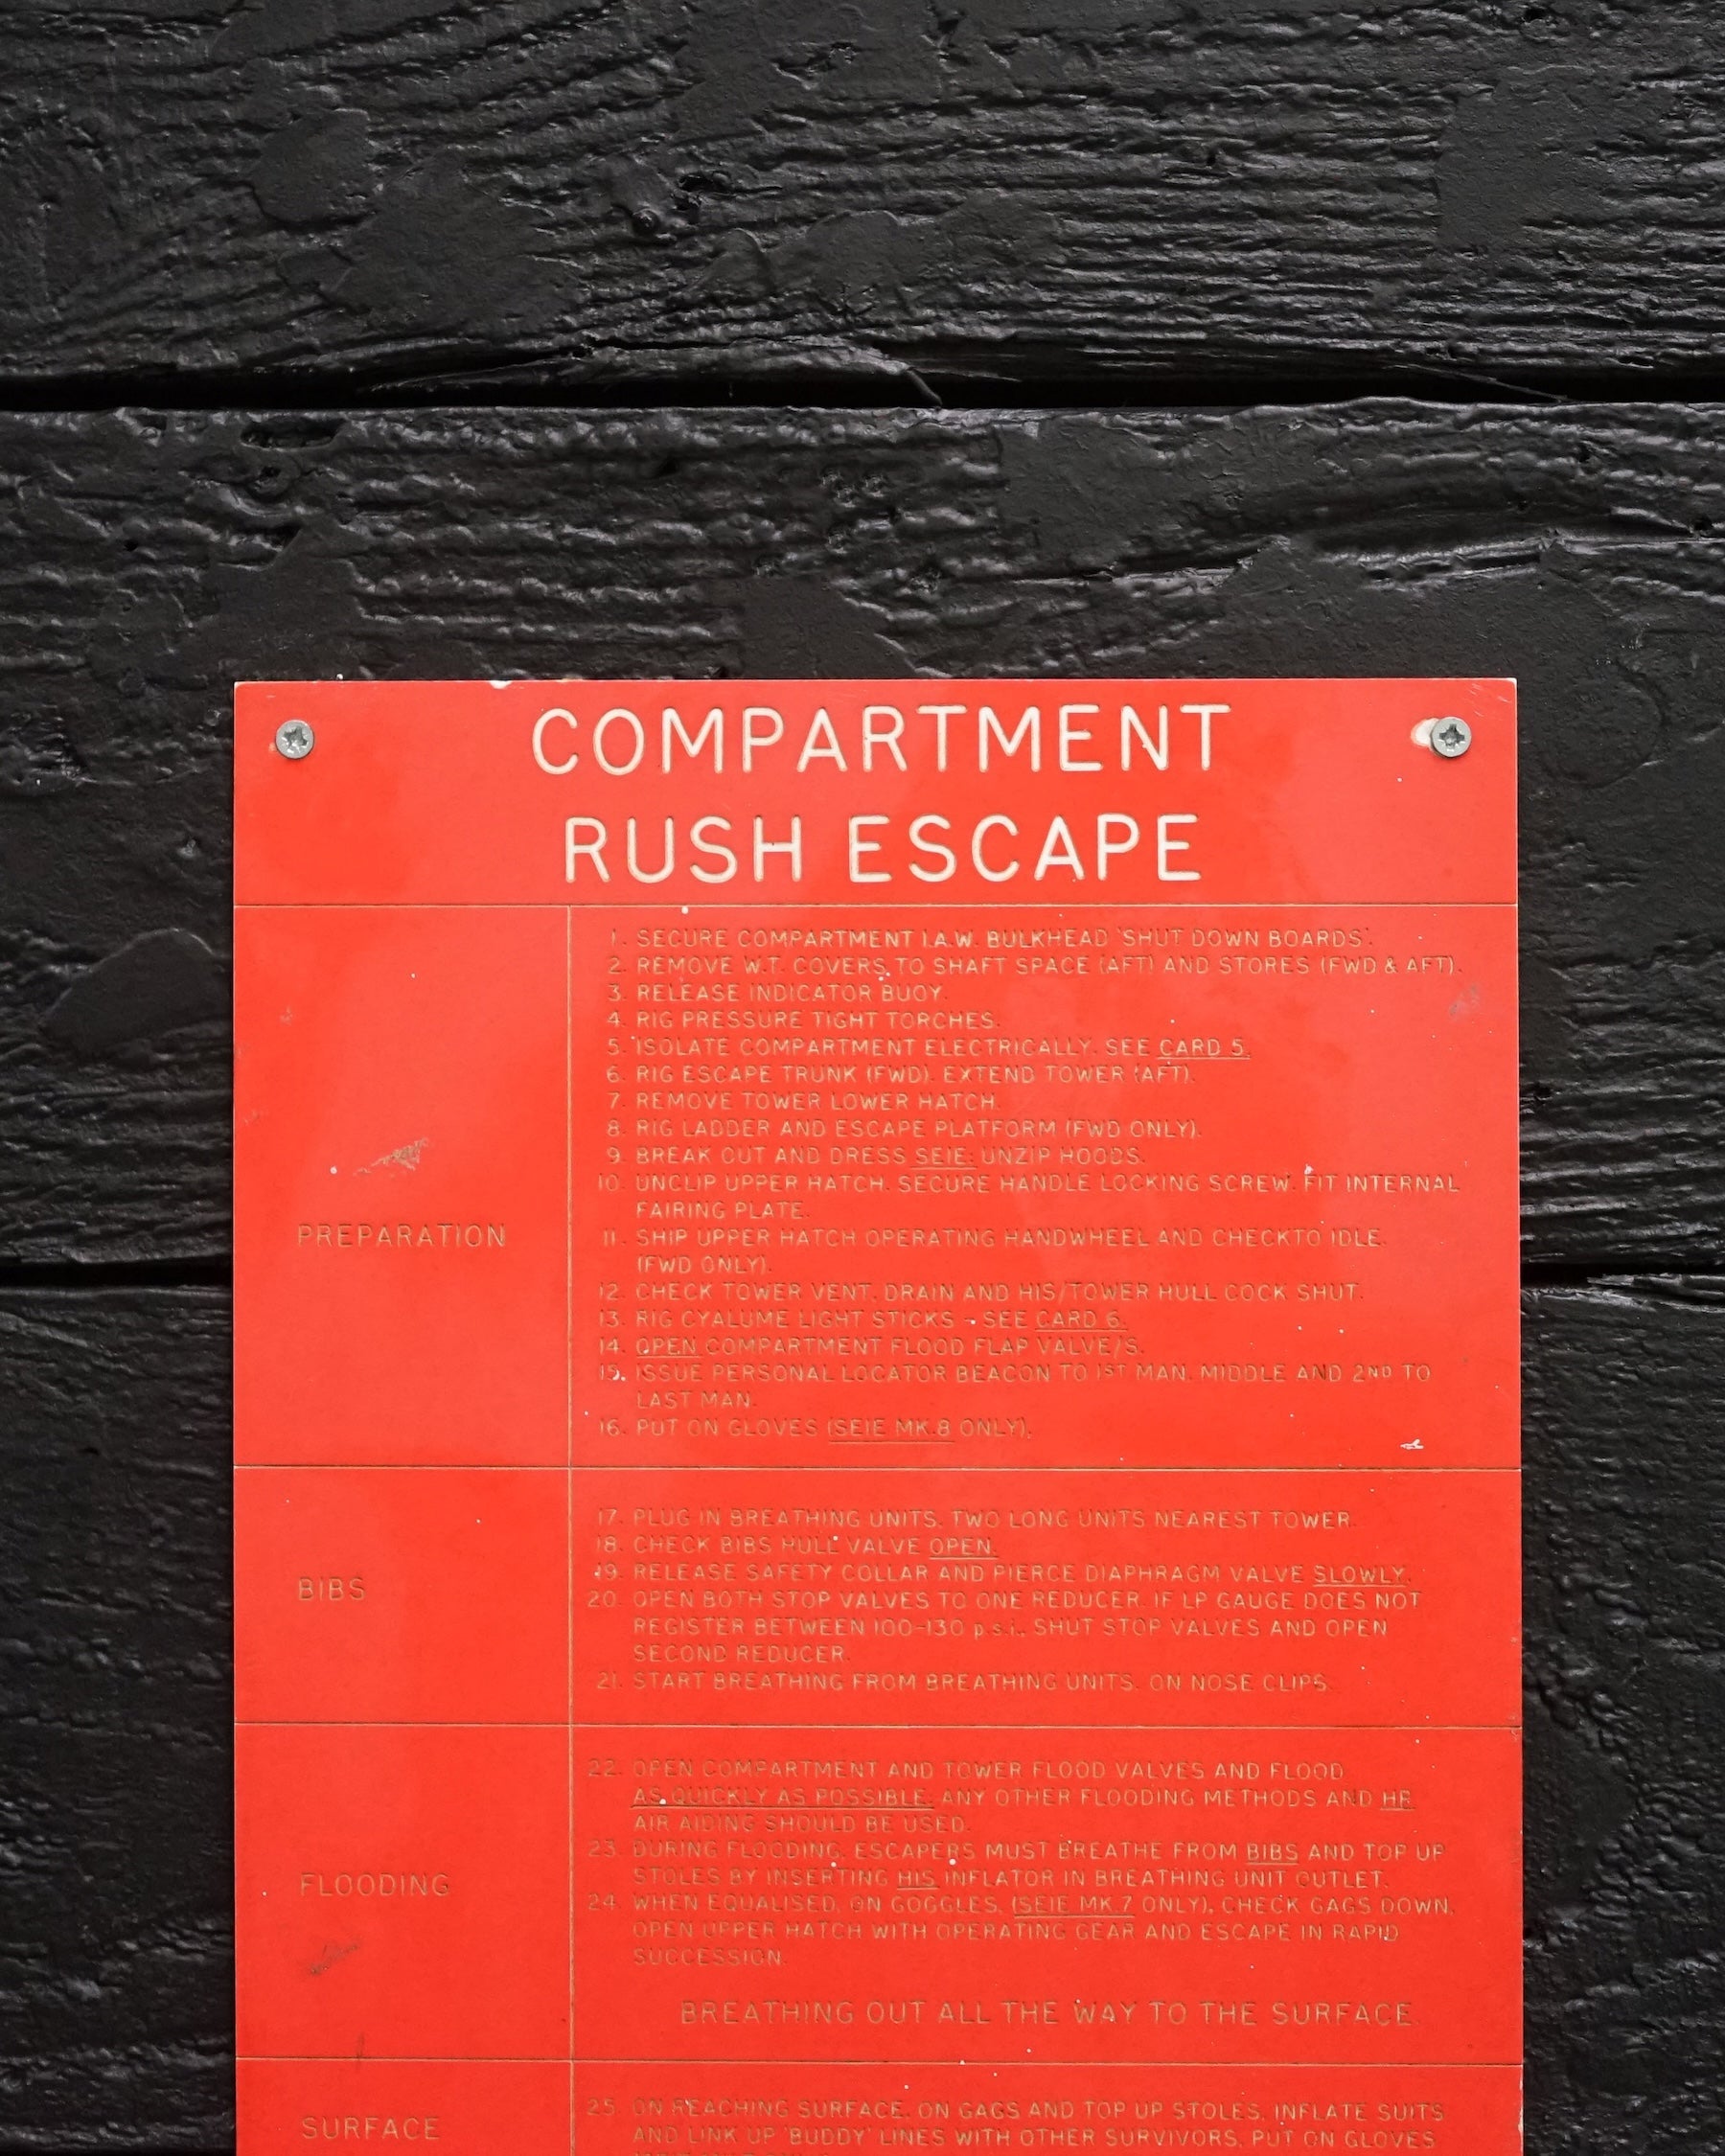 COMPARTMENT
RUSH ESCAPE
PREPARATION
1. SECURE COMPARTMENT I.A.W. BULKHEAD 'SHUT DOWN BOARDS'.
2. REMOVE W.T. COVERS TO SHAFT SPACE (AFT) AND STORES (FWD & AFT).
3. RELEASE INDICATOR BUOY.
4. RIG PRESSURE TIGHT TORCHES.
5. ISOLATE COMPARTMENT ELECTRICALLY. SEE CARD 5.
6. RIG ESCAPE TRUNK (FWD). EXTEND TOWER (AFT).
7. REMOVE TOWER LOWER HATCH.
8. RIG LADDER AND ESCAPE PLATFORM (FWD ONLY).
9. BREAK OUT AND DRESS SEIE: UNZIP HOODS.
10. UNCLIP UPPER HATCH. SECURE HANDLE LOCKING SCREW. FIT INTERNAL
FAIRING PLATE.
11. SHIP UPPER HATCH OPERATING HANDWHEEL AND CHECKTO IDLE
(FWD ONLY).
12. CHECK TOWER VENT. DRAIN AND HIS/TOWER HULL COCK SHUT.
13. RIG CYALUME LIGHT STICKS - SEE CARD 6.
14. OPEN COMPARTMENT FLOOD FLAP VALVE/S.
15. ISSUE PERSONAL LOCATOR BEACON TO 1ST MAN. MIDDLE AND 2ND TO
LAST MAN.
16. PUT ON GLOVES (SEIE MK.8 ONLY).
BIBS
17. PLUG IN BREATHING UNITS. TWO LONG UNITS NEAREST TOWER.
18. CHECK BIBS HULL VALVE OPEN.
19. RELEASE SAFETY COLLAR AND PIERCE DIAPHRAGM VALVE SLOWLY.
20. OPEN BOTH STOP VALVES TO ONE REDUCER. IF LP GAUGE DOES NOT
REGISTER BETWEEN 100-130 p.s.i., SHUT STOP VALVES AND OPEN
SECOND REDUCER.
21. START BREATHING FROM BREATHING UNITS. ON NOSE CLIPS.
FLOODING
22. OPEN COMPARTMENT AND TOWER FLOOD VALVES AND FLOOD
AS QUICKLY AS POSSIBLE. ANY OTHER FLOODING METHODS AND HP
AIR AIDING SHOULD BE USED.
23. DURING FLOODING, ESCAPERS MUST BREATHE FROM BIBS AND TOP UP
STOLES BY INSERTING HIS INFLATOR IN BREATHING UNIT OUTLET.
24. WHEN EQUALISED, ON GOGGLES, (SEIE MK.7 ONLY), CHECK GAGS DOWN,
OPEN UPPER HATCH WITH OPERATING GEAR AND ESCAPE IN RAPID
SUCCESSION.
BREATHING OUT ALL THE WAY TO THE SURFACE.
SURFACE
25. ON REACHING SURFACE, ON GAGS AND TOP UP STOLES, INFLATE SUITS
AND LINK UP 'BUDDY' LINES WITH OTHER SURVIVORS. PUT ON GLOVES